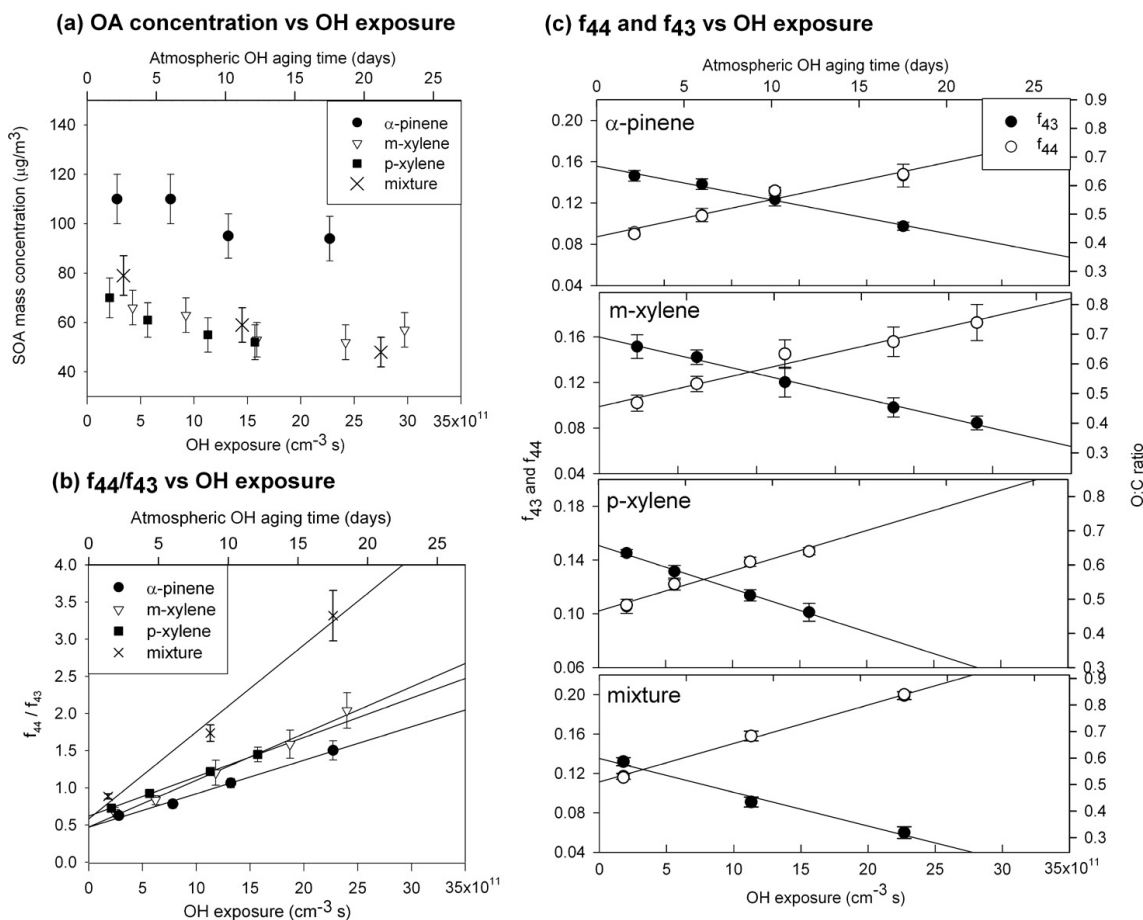 (a) OA concentration vs OH exposure
Atmospheric OH aging time (days)
0 5 10 15 20 25
SOA mass concentration (µg/m³)
140
120
100
80
60
40
α-pinene
m-xylene
p-xylene
mixture
0 5 10 15 20 25 30 35x10¹¹
OH exposure (cm⁻³ s)
(b) f₄₄/f₄₃ vs OH exposure
Atmospheric OH aging time (days)
0 5 10 15 20 25
f₄₄ / f₄₃
4.0
3.5
3.0
2.5
2.0
1.5
1.0
0.5
0.0
α-pinene
m-xylene
p-xylene
mixture
0 5 10 15 20 25 30 35x10¹¹
OH exposure (cm⁻³ s)
(c) f₄₄ and f₄₃ vs OH exposure
Atmospheric OH aging time (days)
0 5 10 15 20 25
f₄₃ and f₄₄
O:C ratio
α-pinene
f₄₃
f₄₄
0.20
0.16
0.12
0.08
0.04
0.9
0.8
0.7
0.6
0.5
0.4
0.3
m-xylene
0.16
0.12
0.08
0.04
0.8
0.7
0.6
0.5
0.4
0.3
p-xylene
0.18
0.14
0.10
0.06
0.8
0.7
0.6
0.5
0.4
0.3
mixture
0.20
0.16
0.12
0.08
0.04
0.9
0.8
0.7
0.6
0.5
0.4
0.3
0 5 10 15 20 25 30 35x10¹¹
OH exposure (cm⁻³ s)